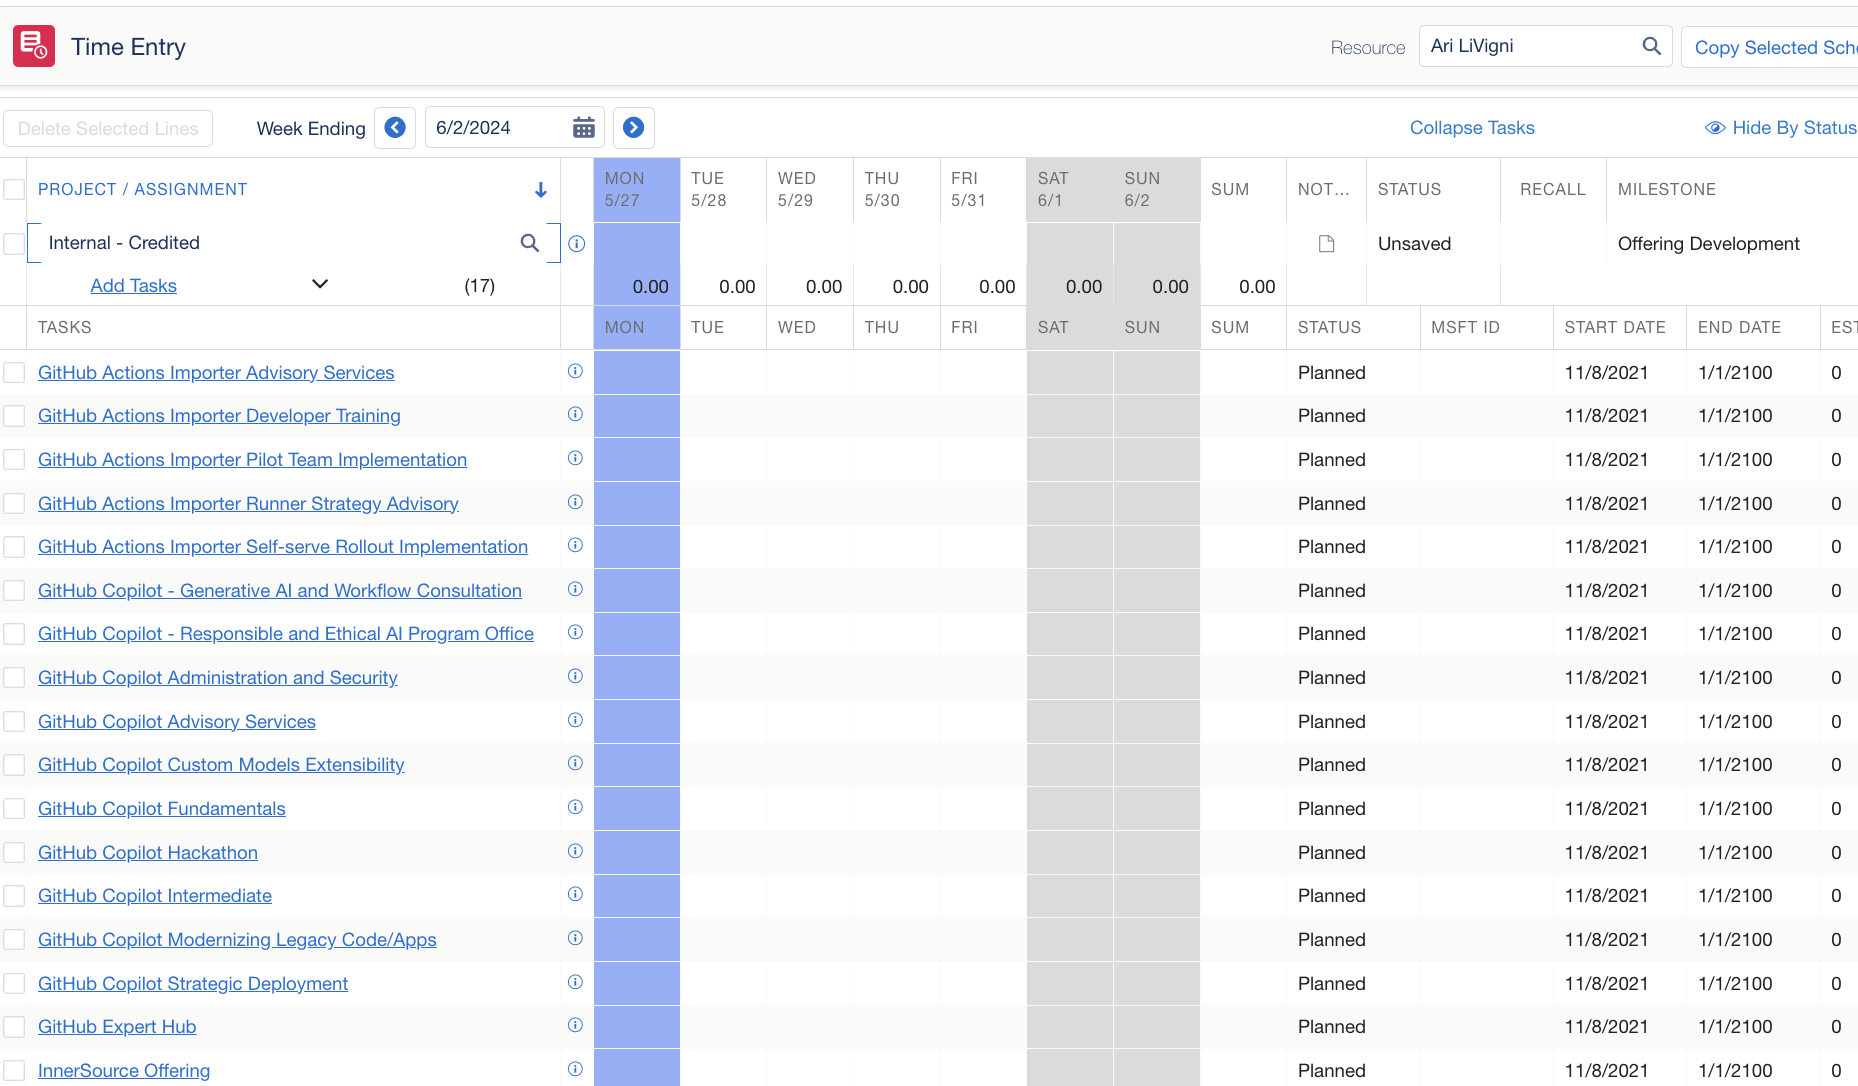 Time Entry
Resource Ari LiVigni Copy Selected Sche
Delete Selected Lines Week Ending 6/2/2024 Collapse Tasks Hide By Status
PROJECT / ASSIGNMENT MON 5/27 TUE 5/28 WED 5/29 THU 5/30 FRI 5/31 SAT 6/1 SUN 6/2 SUM NOT... STATUS RECALL MILESTONE
Internal - Credited Unsaved Offering Development
Add Tasks (17) 0.00 0.00 0.00 0.00 0.00 0.00 0.00 0.00
TASKS MON TUE WED THU FRI SAT SUN SUM STATUS MSFT ID START DATE END DATE EST
GitHub Actions Importer Advisory Services Planned 11/8/2021 1/1/2100 0
GitHub Actions Importer Developer Training Planned 11/8/2021 1/1/2100 0
GitHub Actions Importer Pilot Team Implementation Planned 11/8/2021 1/1/2100 0
GitHub Actions Importer Runner Strategy Advisory Planned 11/8/2021 1/1/2100 0
GitHub Actions Importer Self-serve Rollout Implementation Planned 11/8/2021 1/1/2100 0
GitHub Copilot - Generative AI and Workflow Consultation Planned 11/8/2021 1/1/2100 0
GitHub Copilot - Responsible and Ethical AI Program Office Planned 11/8/2021 1/1/2100 0
GitHub Copilot Administration and Security Planned 11/8/2021 1/1/2100 0
GitHub Copilot Advisory Services Planned 11/8/2021 1/1/2100 0
GitHub Copilot Custom Models Extensibility Planned 11/8/2021 1/1/2100 0
GitHub Copilot Fundamentals Planned 11/8/2021 1/1/2100 0
GitHub Copilot Hackathon Planned 11/8/2021 1/1/2100 0
GitHub Copilot Intermediate Planned 11/8/2021 1/1/2100 0
GitHub Copilot Modernizing Legacy Code/Apps Planned 11/8/2021 1/1/2100 0
GitHub Copilot Strategic Deployment Planned 11/8/2021 1/1/2100 0
GitHub Expert Hub Planned 11/8/2021 1/1/2100 0
InnerSource Offering Planned 11/8/2021 1/1/2100 0